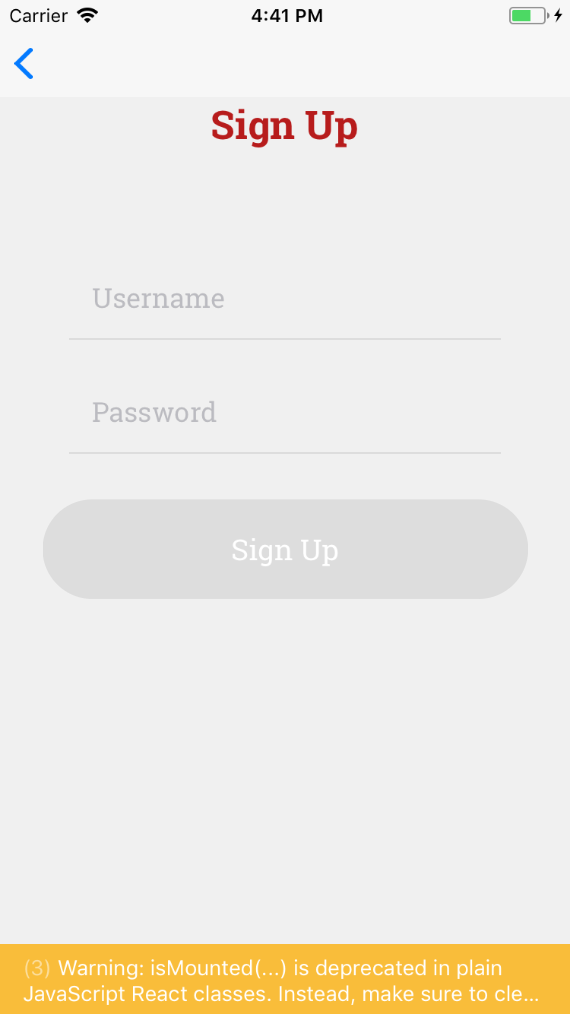 Carrier 4:41 PM
Sign Up
Username
Password
Sign Up
(3) Warning: isMounted(...) is deprecated in plain
JavaScript React classes. Instead, make sure to cle...